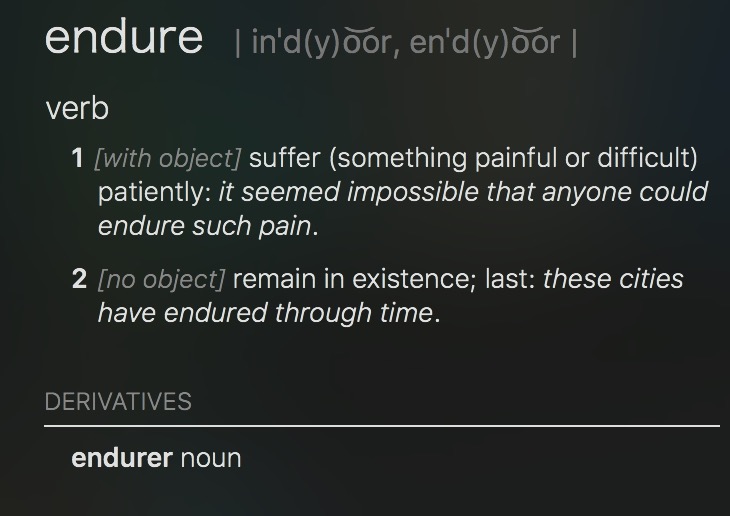 endure | inˈd(y)o͝or, enˈd(y)o͝or |
verb
1 [with object] suffer (something painful or difficult)
patiently: it seemed impossible that anyone could
endure such pain.
2 [no object] remain in existence; last: these cities
have endured through time.
DERIVATIVES
endurer noun